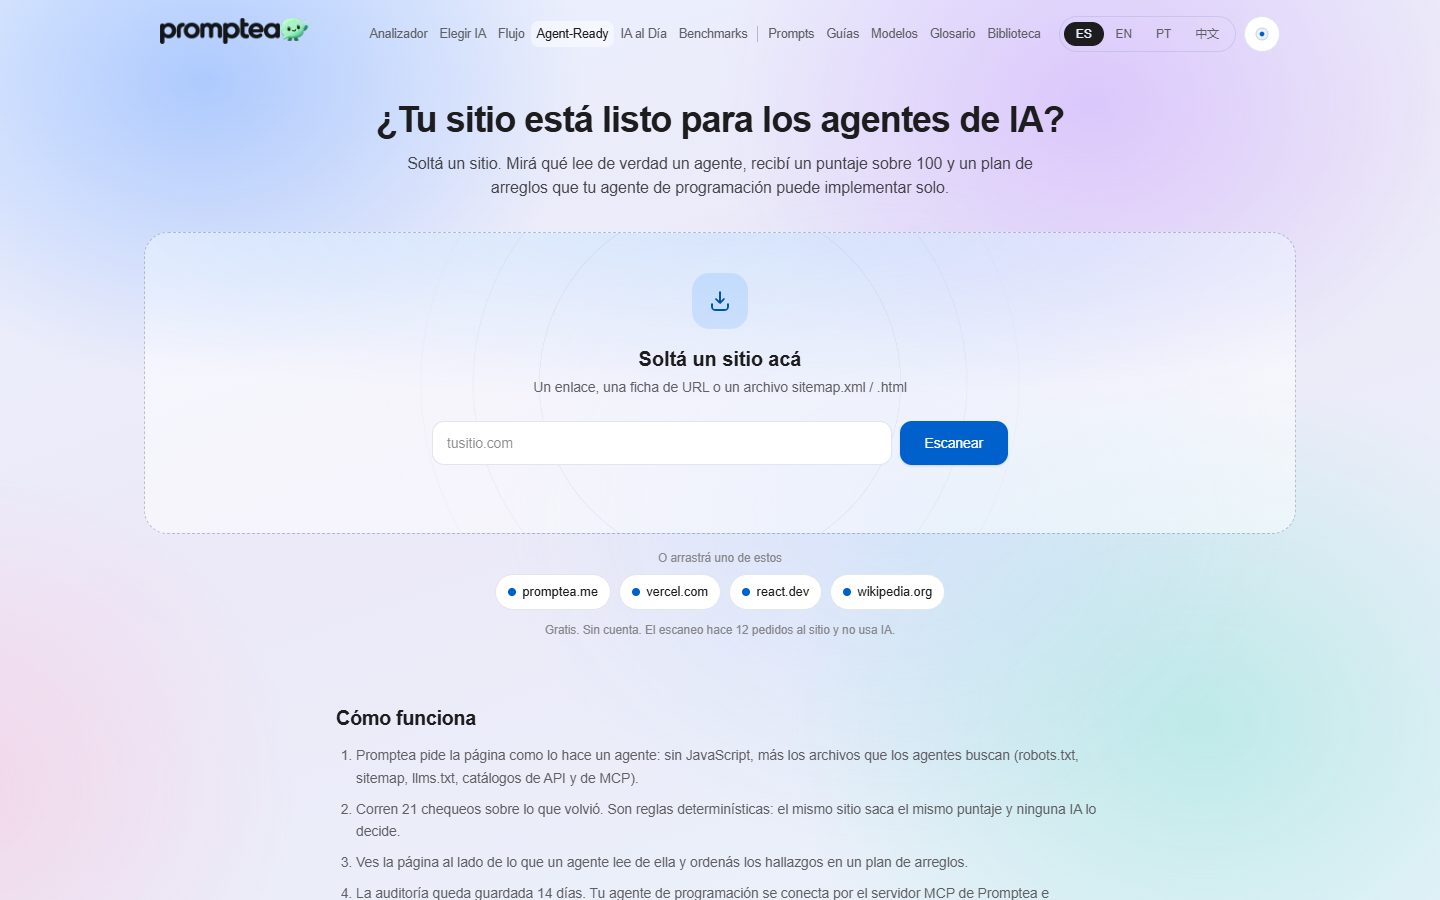 promptea
Analizador Elegir IA Flujo Agent-Ready IA al Día Benchmarks Prompts Guías Modelos Glosario Biblioteca ES EN PT 中文
¿Tu sitio está listo para los agentes de IA?
Soltá un sitio. Mirá qué lee de verdad un agente, recibí un puntaje sobre 100 y un plan de
arreglos que tu agente de programación puede implementar solo.
Soltá un sitio acá
Un enlace, una ficha de URL o un archivo sitemap.xml / .html
tusitio.com
Escanear
O arrastrá uno de estos
promptea.me vercel.com react.dev wikipedia.org
Gratis. Sin cuenta. El escaneo hace 12 pedidos al sitio y no usa IA.
Cómo funciona
1. Promptea pide la página como lo hace un agente: sin JavaScript, más los archivos que los agentes buscan (robots.txt,
sitemap, llms.txt, catálogos de API y de MCP).
2. Corren 21 chequeos sobre lo que volvió. Son reglas determinísticas: el mismo sitio saca el mismo puntaje y ninguna IA lo
decide.
3. Ves la página al lado de lo que un agente lee de ella y ordenás los hallazgos en un plan de arreglos.
4. La auditoría queda guardada 14 días. Tu agente de programación se conecta por el servidor MCP de Promptea e